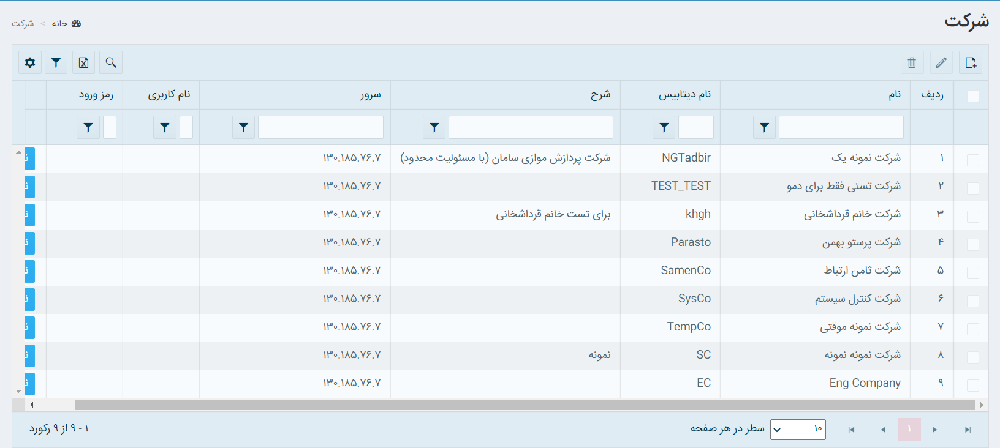 شرکت
خانه > شرکت
ردیف نام نام دیتابیس شرح سرور نام کاربری رمز ورود
۱ شرکت نمونه یک NGTadbir شرکت پردازش موازی سامان (با مسئولیت محدود) ۱۳۰.۱۸۵.۷۶.۷
۲ شرکت تستی فقط برای دمو TEST_TEST ۱۳۰.۱۸۵.۷۶.۷
۳ شرکت خانم قرداشخانی khgh برای تست خانم قرداشخانی ۱۳۰.۱۸۵.۷۶.۷
۴ شرکت پرستو بهمن Parasto ۱۳۰.۱۸۵.۷۶.۷
۵ شرکت ثامن ارتباط SamenCo ۱۳۰.۱۸۵.۷۶.۷
۶ شرکت کنترل سیستم SysCo ۱۳۰.۱۸۵.۷۶.۷
۷ شرکت نمونه موقتی TempCo ۱۳۰.۱۸۵.۷۶.۷
۸ شرکت نمونه نمونه SC نمونه ۱۳۰.۱۸۵.۷۶.۷
۹ Eng Company EC ۱۳۰.۱۸۵.۷۶.۷
۱ ۱۰ سطر در هر صفحه ۱ - ۹ از ۹ رکورد